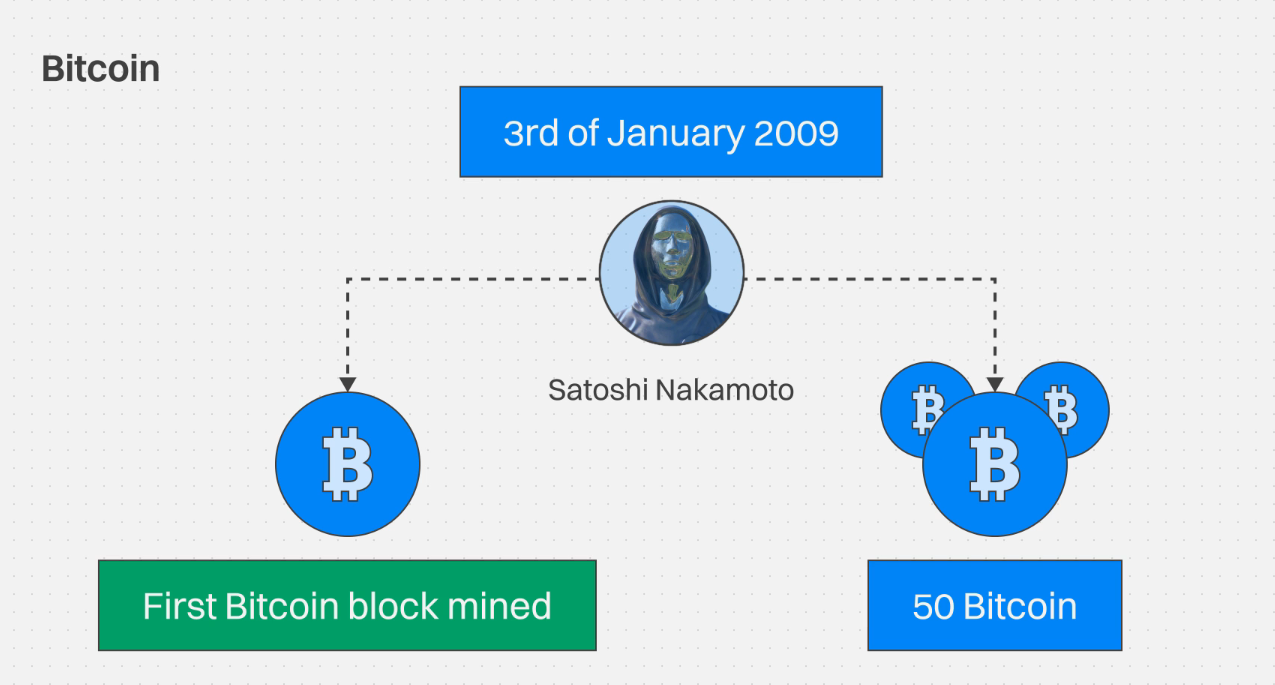 Bitcoin
3rd of January 2009
Satoshi Nakamoto
First Bitcoin block mined
50 Bitcoin